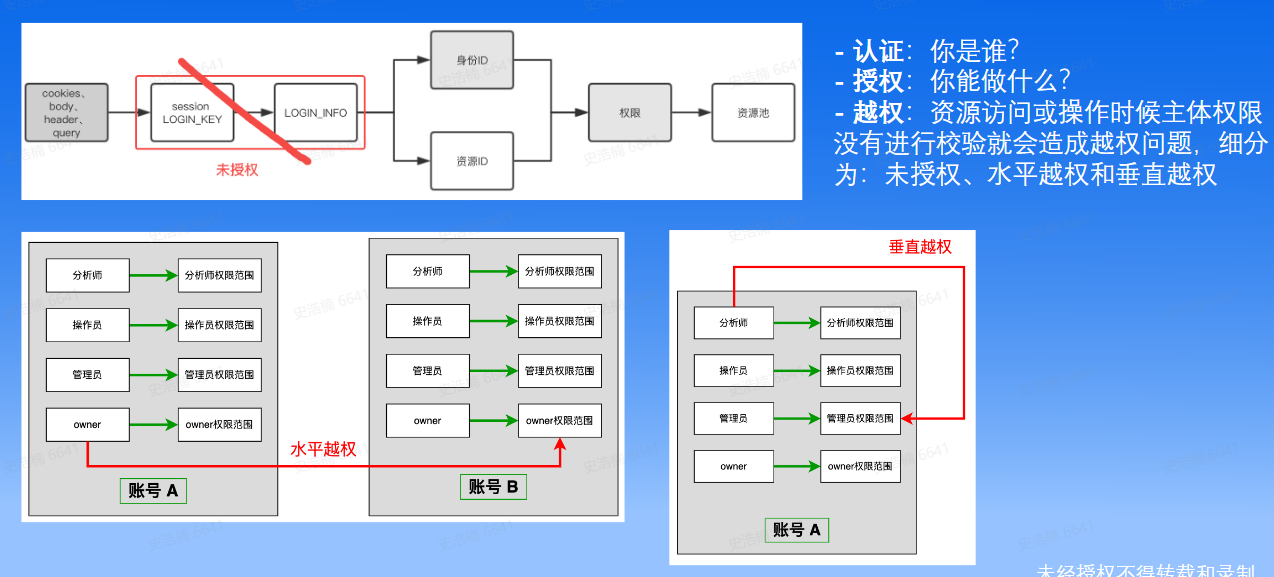 cookies、
body、
header、
query
session
LOGIN_KEY
LOGIN_INFO
未授权
身份ID
资源ID
权限
资源池
- 认证：你是谁？
- 授权：你能做什么？
- 越权：资源访问或操作时候主体权限
没有进行校验就会造成越权问题，细分
为：未授权、水平越权和垂直越权
分析师
分析师权限范围
操作员
操作员权限范围
管理员
管理员权限范围
owner
owner权限范围
账号 A
水平越权
分析师
分析师权限范围
操作员
操作员权限范围
管理员
管理员权限范围
owner
owner权限范围
账号 B
垂直越权
分析师
分析师权限范围
操作员
操作员权限范围
管理员
管理员权限范围
owner
owner权限范围
账号 A
史浩楠 6641
未经授权不得转载和录制